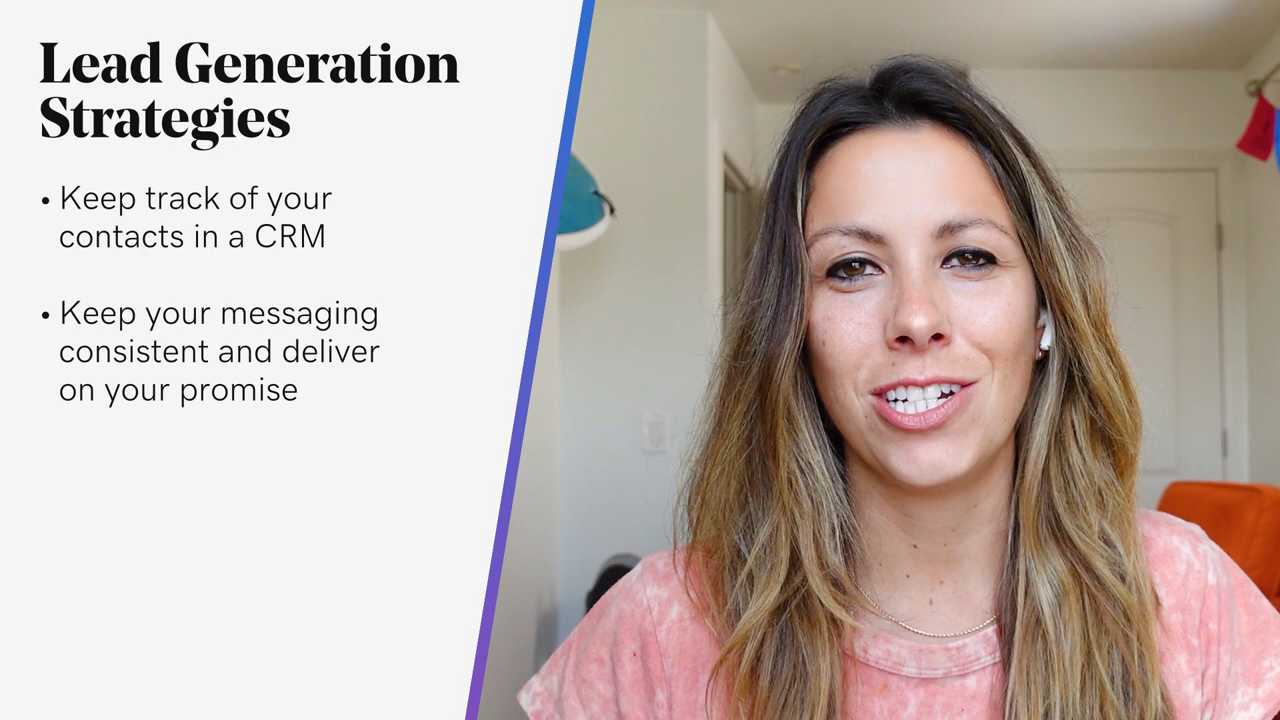 Lead Generation
Strategies
• Keep track of your
contacts in a CRM
• Keep your messaging
consistent and deliver
on your promise